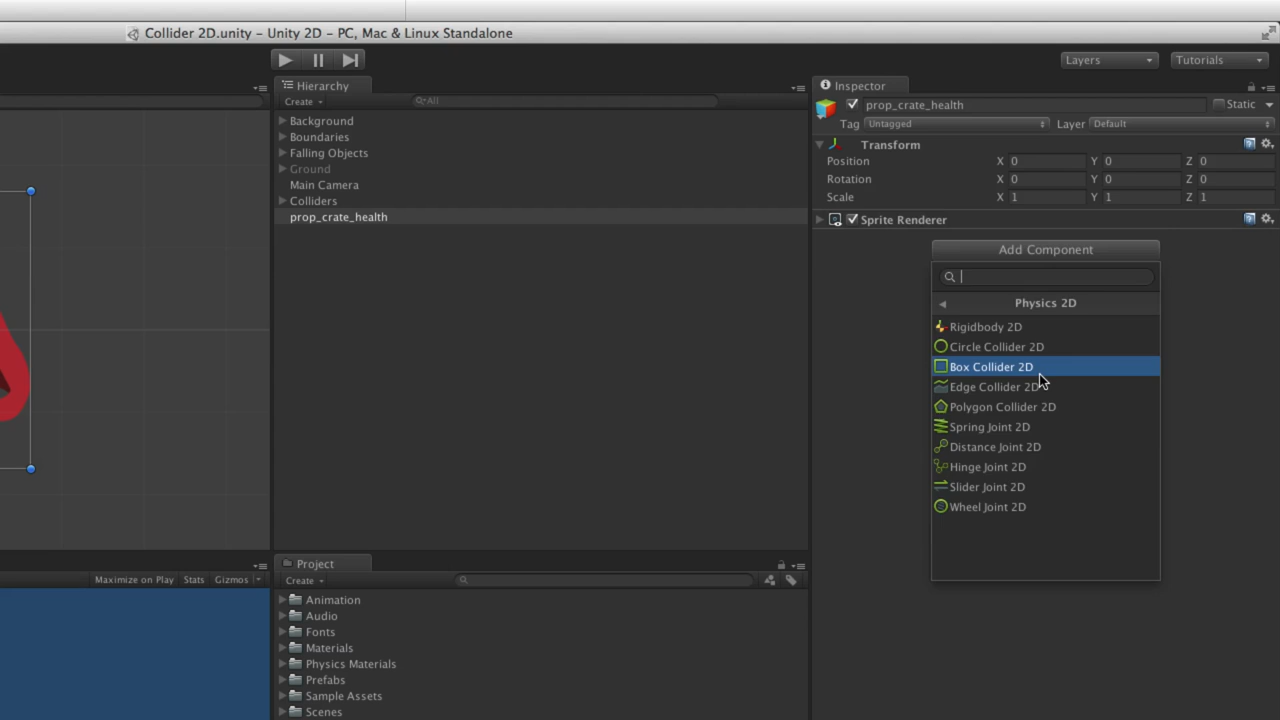 Collider 2D.unity – Unity 2D – PC, Mac & Linux Standalone
Layers
Tutorials
Hierarchy
Create
All
Background
Boundaries
Falling Objects
Ground
Main Camera
Colliders
prop_crate_health
Inspector
prop_crate_health
Static
Tag Untagged
Layer Default
Transform
Position X 0 Y 0 Z 0
Rotation X 0 Y 0 Z 0
Scale X 1 Y 1 Z 1
Sprite Renderer
Add Component
Physics 2D
Rigidbody 2D
Circle Collider 2D
Box Collider 2D
Edge Collider 2D
Polygon Collider 2D
Spring Joint 2D
Distance Joint 2D
Hinge Joint 2D
Slider Joint 2D
Wheel Joint 2D
Maximize on Play Stats Gizmos
Project
Create
Animation
Audio
Fonts
Materials
Physics Materials
Prefabs
Sample Assets
Scenes